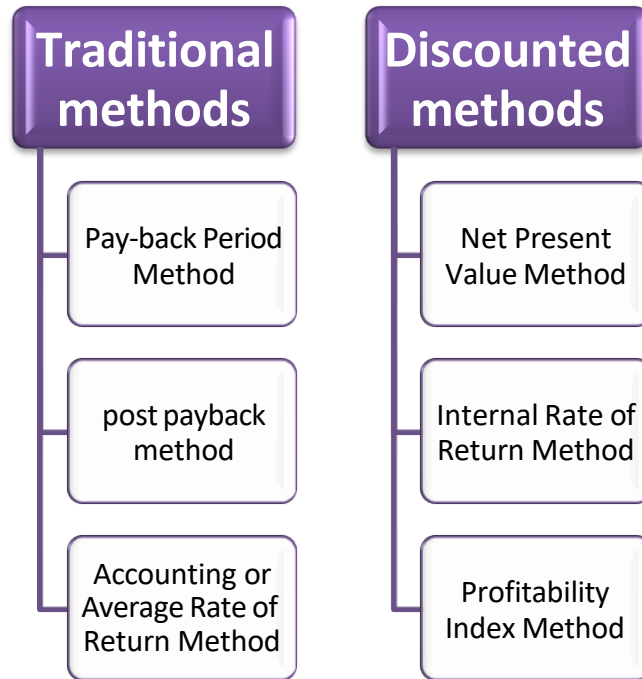 Traditional
methods
Pay-back Period
Method
post payback
method
Accounting or
Average Rate of
Return Method
Discounted
methods
Net Present
Value Method
Internal Rate of
Return Method
Profitability
Index Method